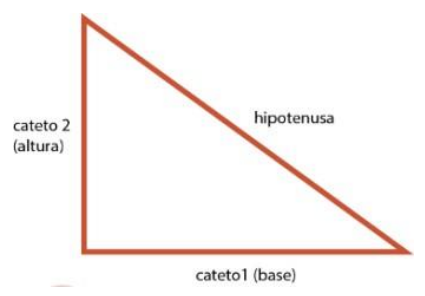 cateto 2
(altura)
hipotenusa
cateto1 (base)